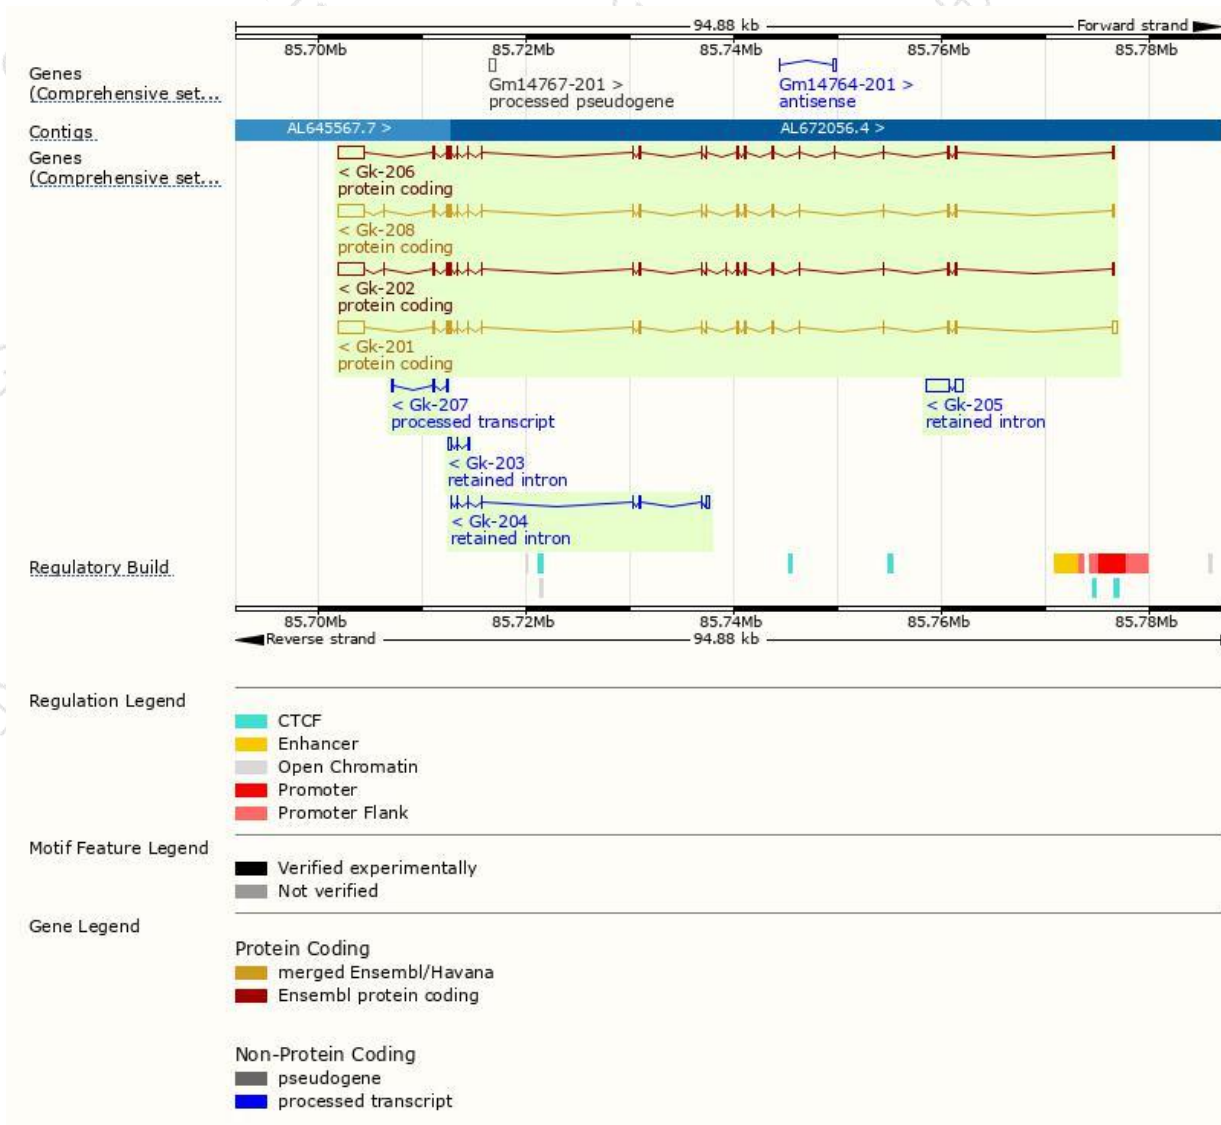 94.88 kb Forward strand
85.70Mb 85.72Mb 85.74Mb 85.76Mb 85.78Mb
Genes
(Comprehensive set...
Gm14767-201 >
processed pseudogene
Gm14764-201 >
antisense
Contigs
AL645567.7 > AL672056.4 >
Genes
(Comprehensive set...
< Gk-206
protein coding
< Gk-208
protein coding
< Gk-202
protein coding
< Gk-201
protein coding
< Gk-207
processed transcript
< Gk-205
retained intron
< Gk-203
retained intron
< Gk-204
retained intron
Regulatory Build
85.70Mb 85.72Mb 85.74Mb 85.76Mb 85.78Mb
Reverse strand 94.88 kb
Regulation Legend
CTCF
Enhancer
Open Chromatin
Promoter
Promoter Flank
Motif Feature Legend
Verified experimentally
Not verified
Gene Legend
Protein Coding
merged Ensembl/Havana
Ensembl protein coding
Non-Protein Coding
pseudogene
processed transcript